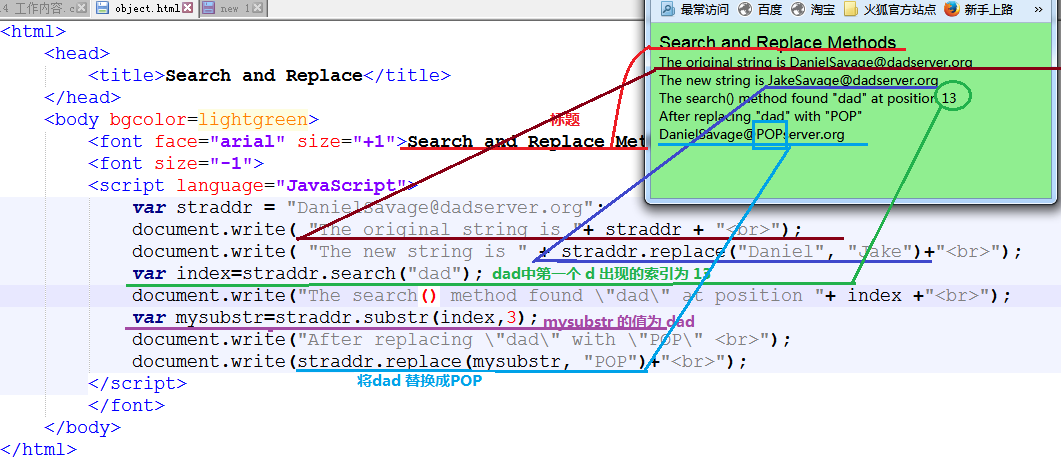 4 工作内容.c object.html new 1
<html>
<head>
<title>Search and Replace</title>
</head>
<body bgcolor=lightgreen>
标题
<font face="arial" size="+1">Search and Replace Met
<font size="-1">
<script language="JavaScript">
var straddr = "DanielSavage@dadserver.org";
document.write( "The original string is "+ straddr + "<br>");
document.write( "The new string is " + straddr.replace("Daniel", "Jake")+"<br>");
var index=straddr.search("dad"); dad中第一个 d 出现的索引为 13
document.write("The search() method found \"dad\" at position "+ index +"<br>");
var mysubstr=straddr.substr(index,3); mysubstr 的值为 dad
document.write("After replacing \"dad\" with \"POP\" <br>");
document.write(straddr.replace(mysubstr, "POP")+"<br>");
</script> 将dad 替换成POP
</font>
</body>
</html>
最常访问 百度 淘宝 火狐官方站点 新手上路 »
Search and Replace Methods
The original string is DanielSavage@dadserver.org
The new string is JakeSavage@dadserver.org
The search() method found "dad" at position 13
After replacing "dad" with "POP"
DanielSavage@POPserver.org